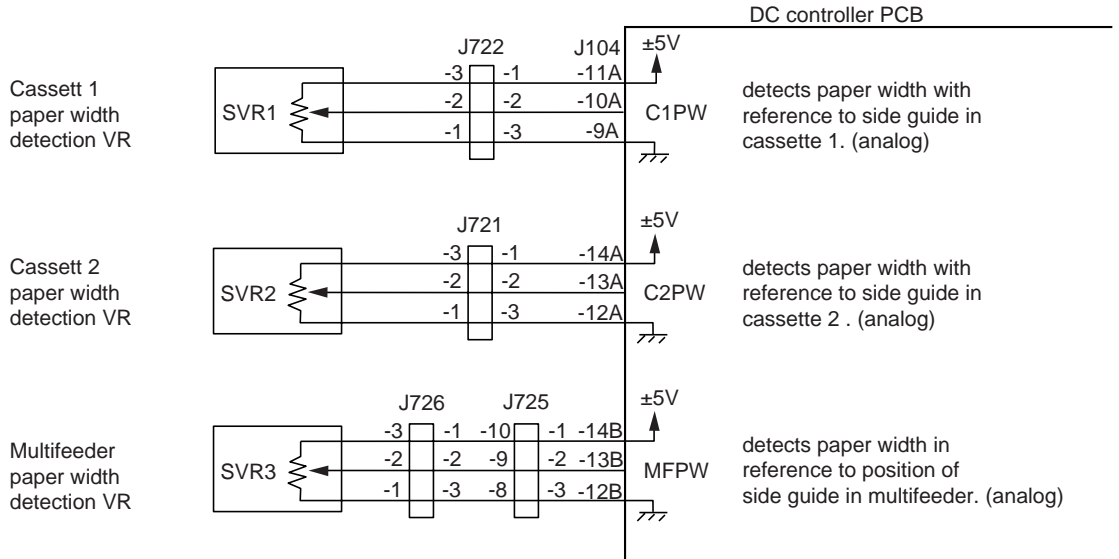 DC controller PCB
J722
J104
±5V
Cassett 1
paper width
detection VR
SVR1
-3
-1
-11A
-2
-2
-10A
-1
-3
-9A
C1PW
detects paper width with
reference to side guide in
cassette 1. (analog)
J721
±5V
Cassett 2
paper width
detection VR
SVR2
-3
-1
-14A
-2
-2
-13A
-1
-3
-12A
C2PW
detects paper width with
reference to side guide in
cassette 2 . (analog)
J726
J725
±5V
Multifeeder
paper width
detection VR
SVR3
-3
-1
-10
-1
-14B
-2
-2
-9
-2
-13B
-1
-3
-8
-3
-12B
MFPW
detects paper width in
reference to position of
side guide in multifeeder. (analog)